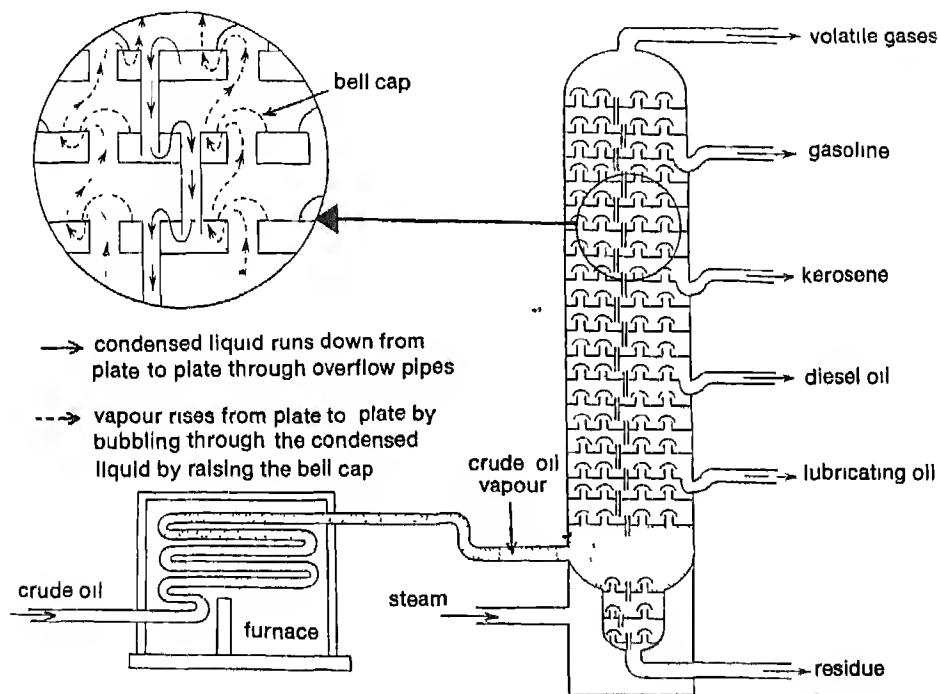 volatile gases
bell cap
gasoline
kerosene
condensed liquid runs down from
plate to plate through overflow pipes
diesel oil
vapour rises from plate to plate by
bubbling through the condensed
liquid by raising the bell cap
crude oil
vapour
lubricating oil
crude oil
steam
furnace
residue